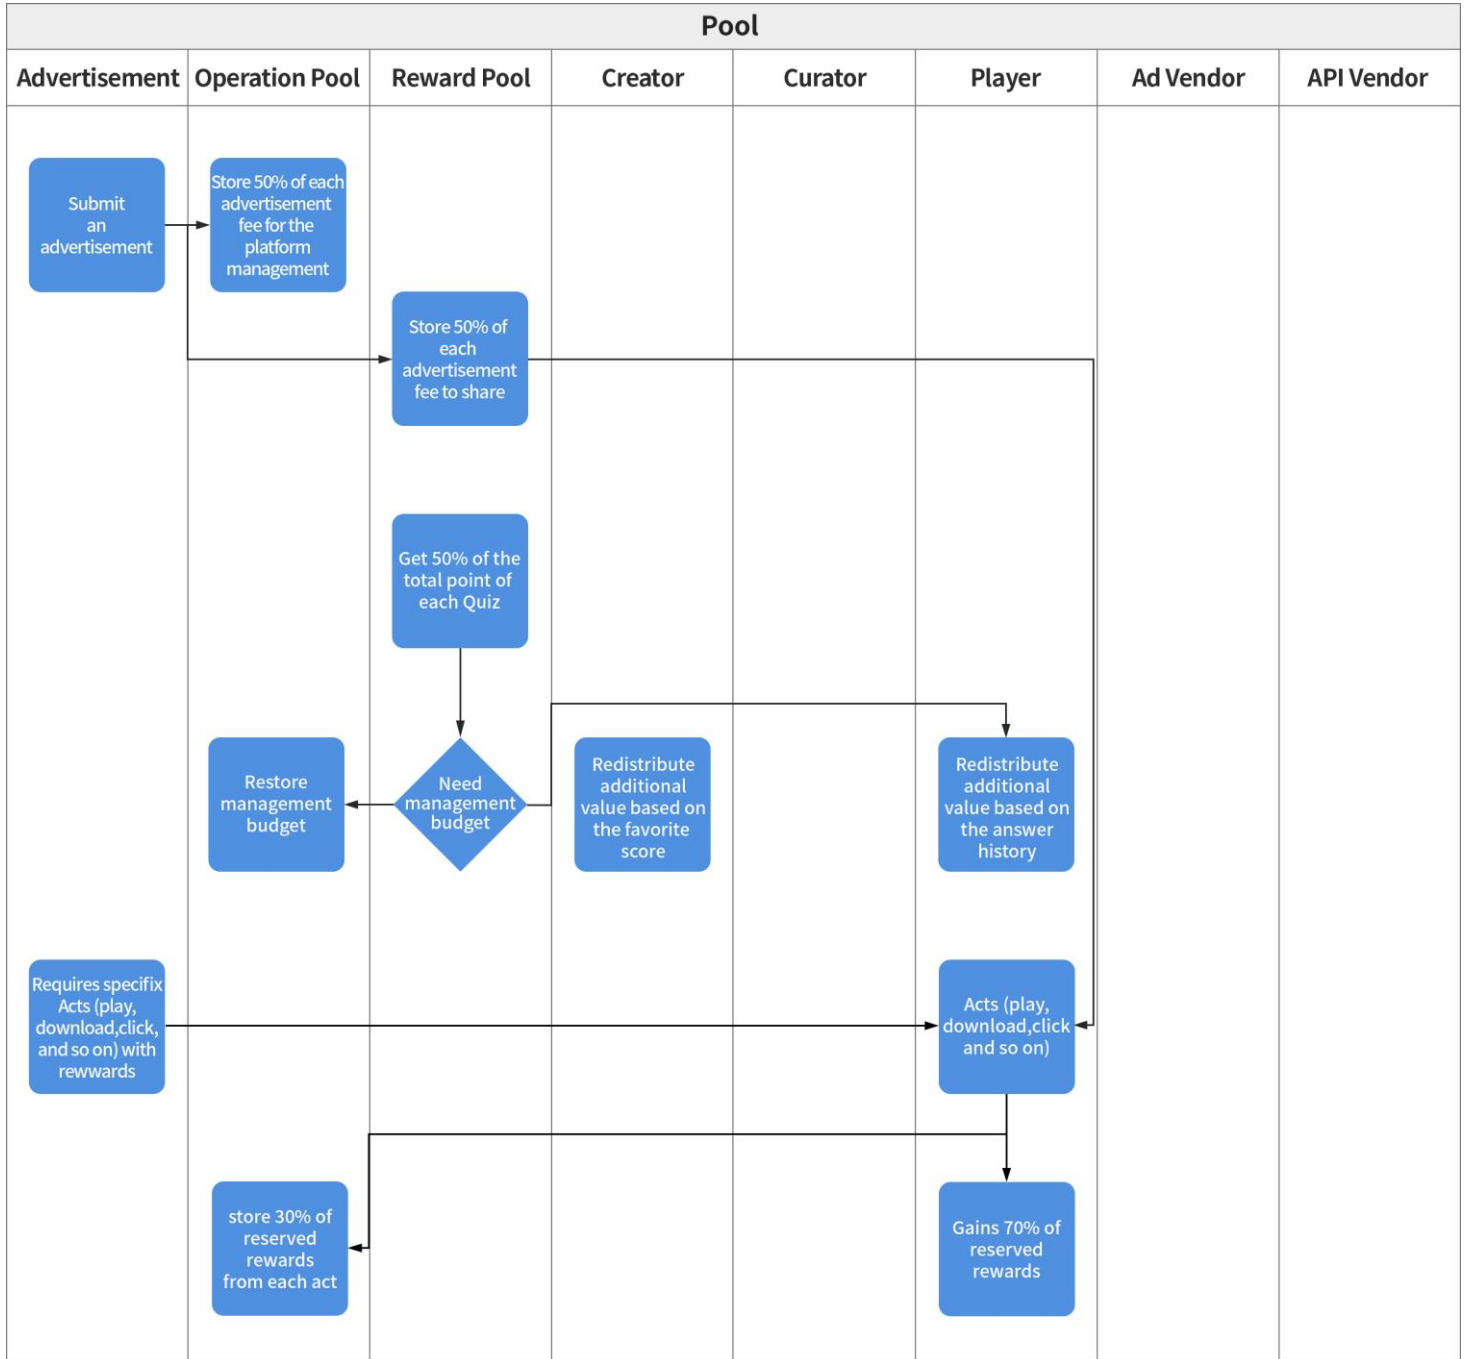 Pool
Advertisement
Operation Pool
Reward Pool
Creator
Curator
Player
Ad Vendor
API Vendor
Submit
an
advertisement
Store 50% of each
advertisement
fee for the
platform
management
Store 50% of
each
advertisement
fee to share
Get 50% of the
total point of
each Quiz
Restore
management
budget
Need
management
budget
Redistribute
additional
value based on
the favorite
score
Redistribute
additional
value based on
the answer
history
Requires specifix
Acts (play,
download,click,
and so on) with
rewwards
Acts (play,
download,click
and so on)
store 30% of
reserved
rewards
from each act
Gains 70% of
reserved
rewards